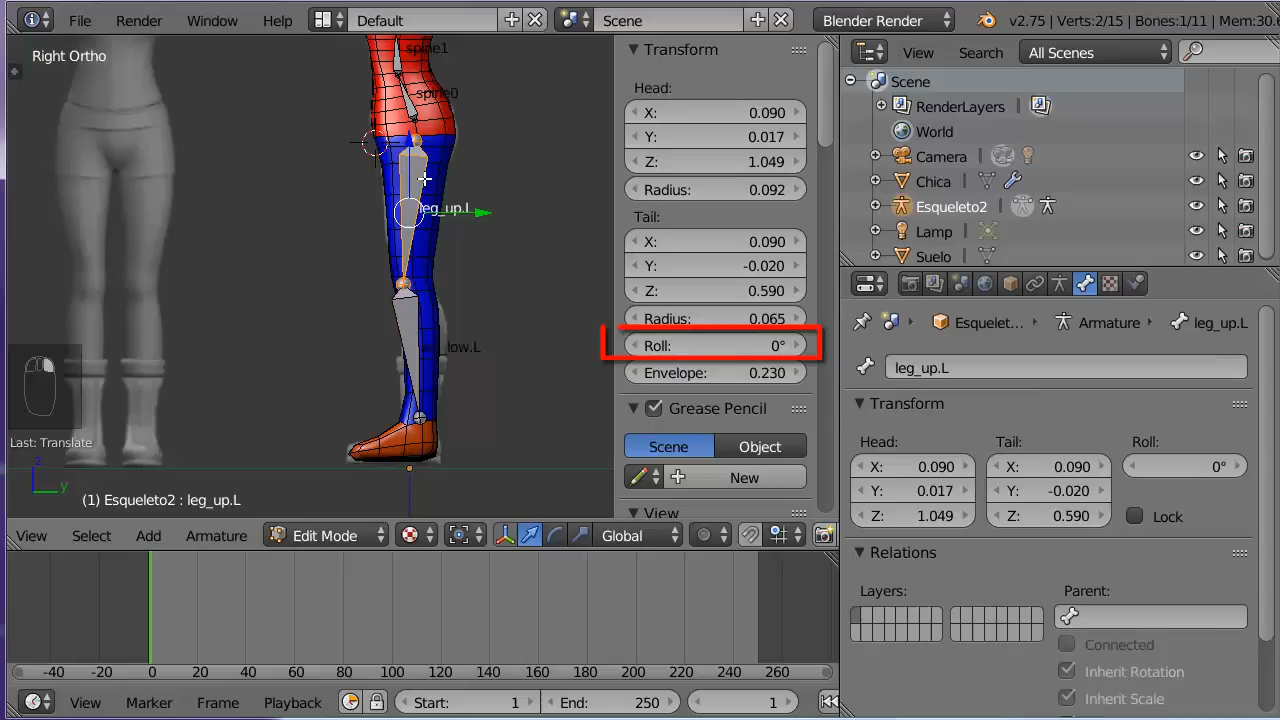 File Render Window Help Default Scene Blender Render v2.75 | Verts:2/15 | Bones:1/11 | Mem:30.
Right Ortho
spine1
spine0
leg_up.L
low.L
Last: Translate
z
y
(1) Esqueleto2 : leg_up.L
View Select Add Armature Edit Mode Global
Transform
Head:
X: 0.090
Y: 0.017
Z: 1.049
Radius: 0.092
Tail:
X: 0.090
Y: -0.020
Z: 0.590
Radius: 0.065
Roll: 0°
Envelope: 0.230
Grease Pencil
Scene Object
New
View
View Search All Scenes
Scene
RenderLayers
World
Camera
Chica
Esqueleto2
Lamp
Suelo
Esquelet... Armature leg_up.L
leg_up.L
Transform
Head: Tail: Roll:
X: 0.090 X: 0.090 0°
Y: 0.017 Y: -0.020
Z: 1.049 Z: 0.590 Lock
Relations
Layers: Parent:
Connected
Inherit Rotation
Inherit Scale
-40 -20 0 20 40 60 80 100 120 140 160 180 200 220 240 260 280
View Marker Frame Playback Start: 1 End: 250 1